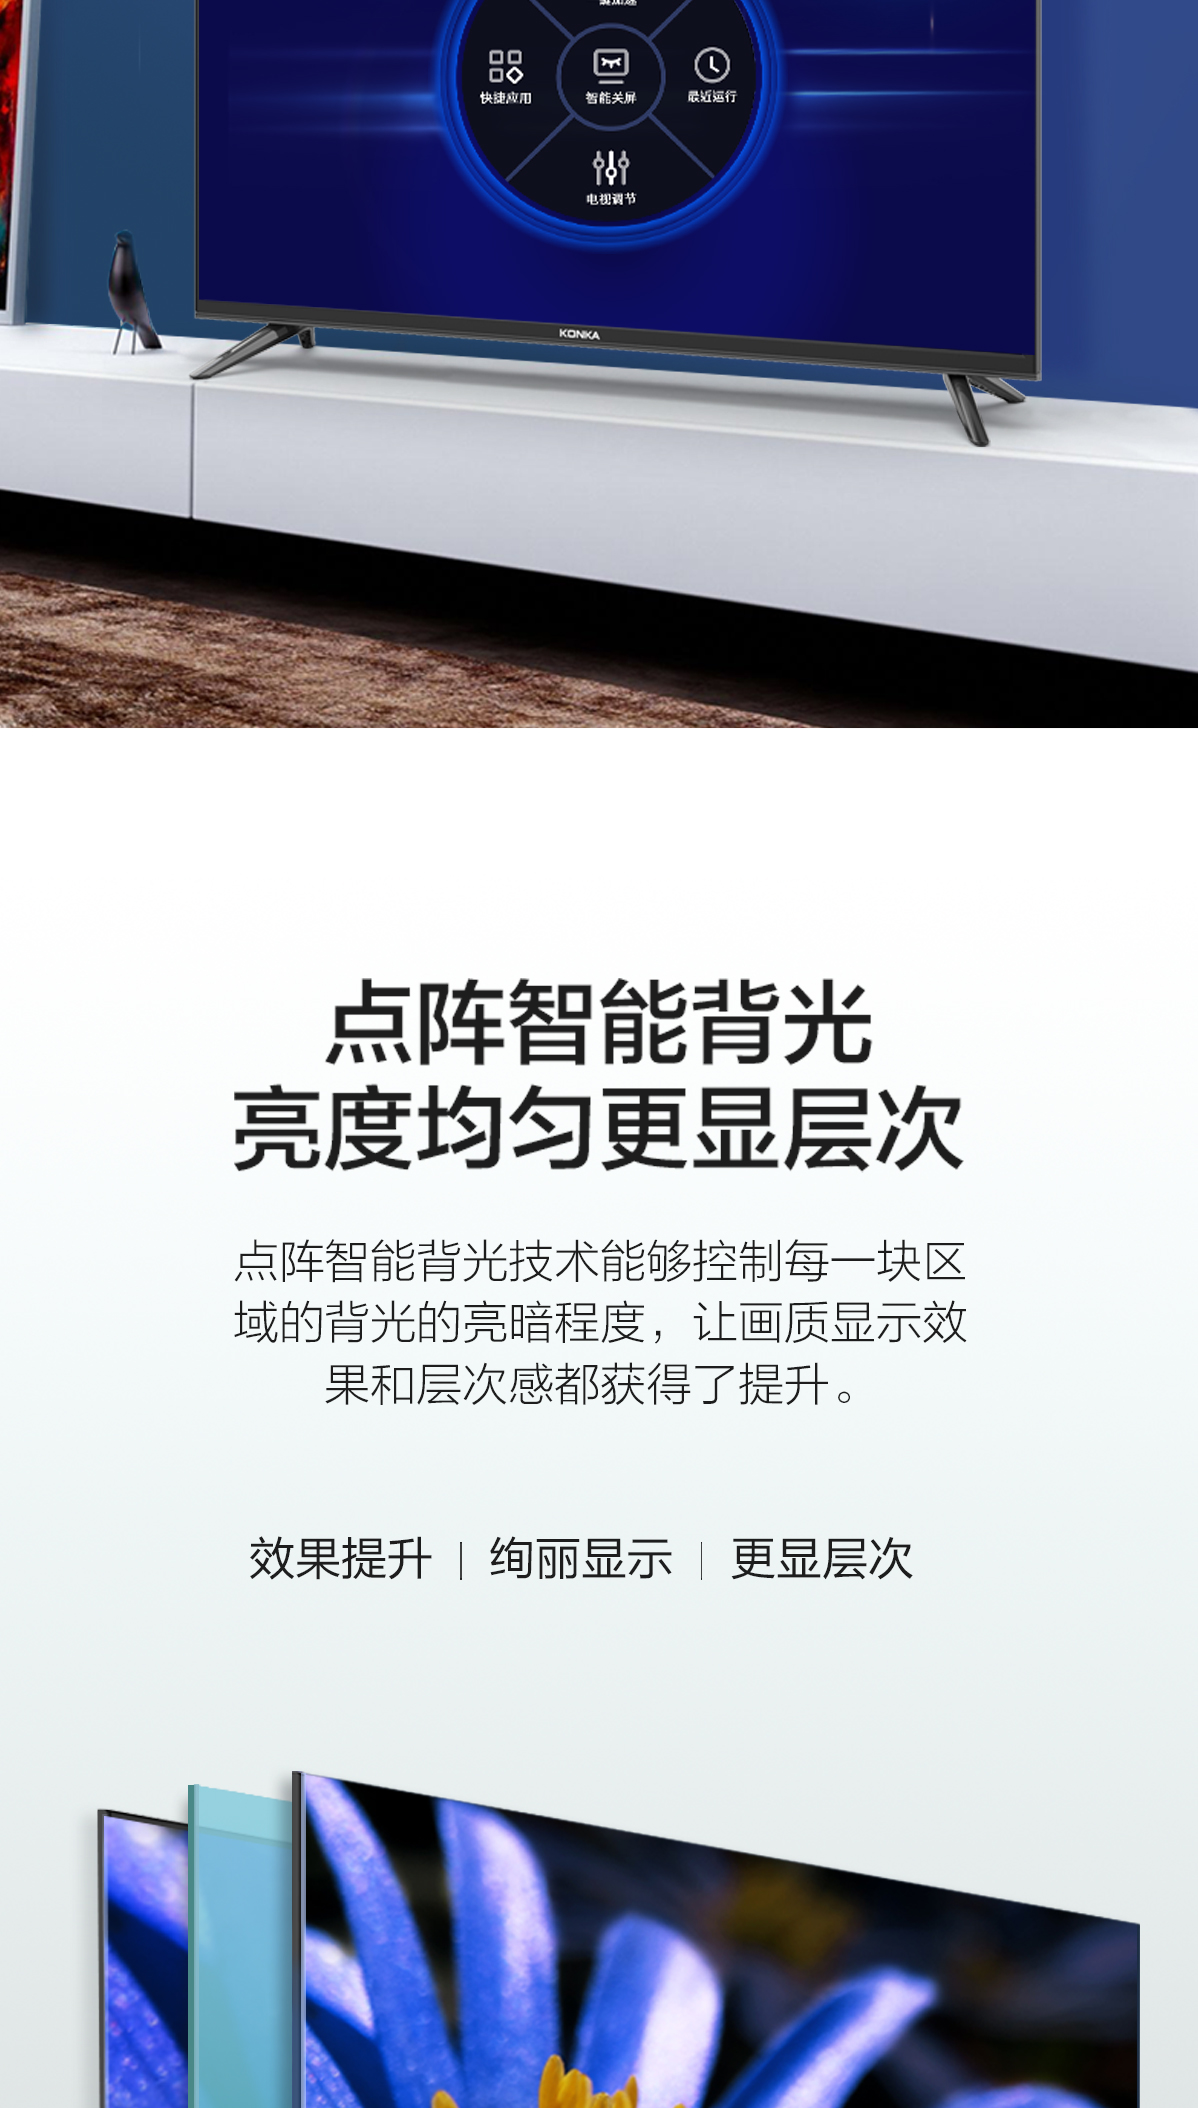 快捷应用
智能关屏
最近运行
电视调节
KONKA
点阵智能背光
亮度均匀更显层次
点阵智能背光技术能够控制每一块区
域的背光的亮暗程度，让画质显示效
果和层次感都获得了提升。
效果提升 | 绚丽显示 | 更显层次